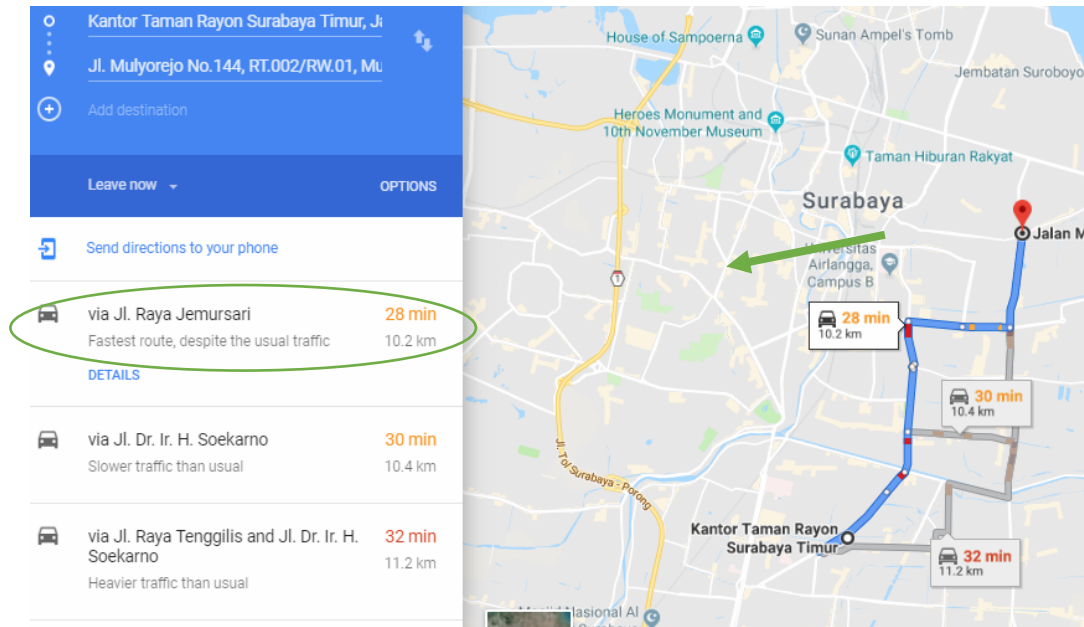 Kantor Taman Rayon Surabaya Timur, Ja
Jl. Mulyorejo No.144, RT.002/RW.01, Mu
Add destination
Leave now
OPTIONS
Send directions to your phone
via Jl. Raya Jemursari
28 min
Fastest route, despite the usual traffic
10.2 km
DETAILS
via Jl. Dr. Ir. H. Soekarno
30 min
Slower traffic than usual
10.4 km
via Jl. Raya Tenggilis and Jl. Dr. Ir. H.
Soekarno
32 min
11.2 km
Heavier traffic than usual
House of Sampoerna
Sunan Ampel's Tomb
Jembatan Suroboyo
Heroes Monument and
10th November Museum
Taman Hiburan Rakyat
Surabaya
Jalan M
Universitas
Airlangga,
Campus B
1
28 min
10.2 km
30 min
10.4 km
Jl. Tol Surabaya - Porong
Kantor Taman Rayon
Surabaya Timur
32 min
11.2 km
Masjid Nasional Al
Surabaya